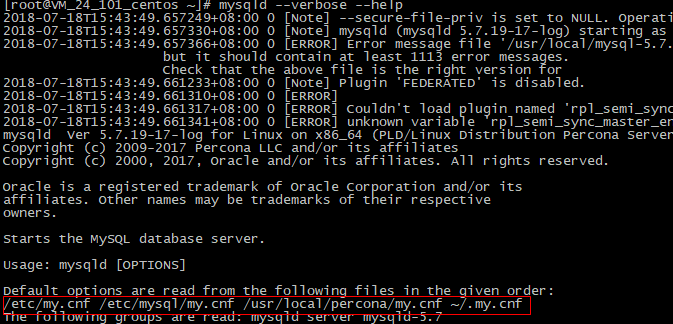 [root@VM_24_101_centos ~]# mysqld --verbose --help
2018-07-18T15:43:49.657249+08:00 0 [Note] --secure-file-priv is set to NULL. Operati
2018-07-18T15:43:49.657330+08:00 0 [Note] mysqld (mysqld 5.7.19-17-log) starting as
2018-07-18T15:43:49.657366+08:00 0 [ERROR] Error message file '/usr/local/mysql-5.7.
but it should contain at least 1113 error messages.
Check that the above file is the right version for
2018-07-18T15:43:49.661233+08:00 0 [Note] Plugin 'FEDERATED' is disabled.
2018-07-18T15:43:49.661310+08:00 0 [ERROR]
2018-07-18T15:43:49.661317+08:00 0 [ERROR] Couldn't load plugin named 'rpl_semi_sync
2018-07-18T15:43:49.661341+08:00 0 [ERROR] unknown variable 'rpl_semi_sync_master_en
mysqld  Ver 5.7.19-17-log for Linux on x86_64 (PLD/Linux Distribution Percona Server
Copyright (c) 2009-2017 Percona LLC and/or its affiliates
Copyright (c) 2000, 2017, Oracle and/or its affiliates. All rights reserved.
Oracle is a registered trademark of Oracle Corporation and/or its
affiliates. Other names may be trademarks of their respective
owners.
Starts the MySQL database server.
Usage: mysqld [OPTIONS]
Default options are read from the following files in the given order:
/etc/my.cnf /etc/mysql/my.cnf /usr/local/percona/my.cnf ~/.my.cnf
The following groups are read: mysqld server mysqld-5.7